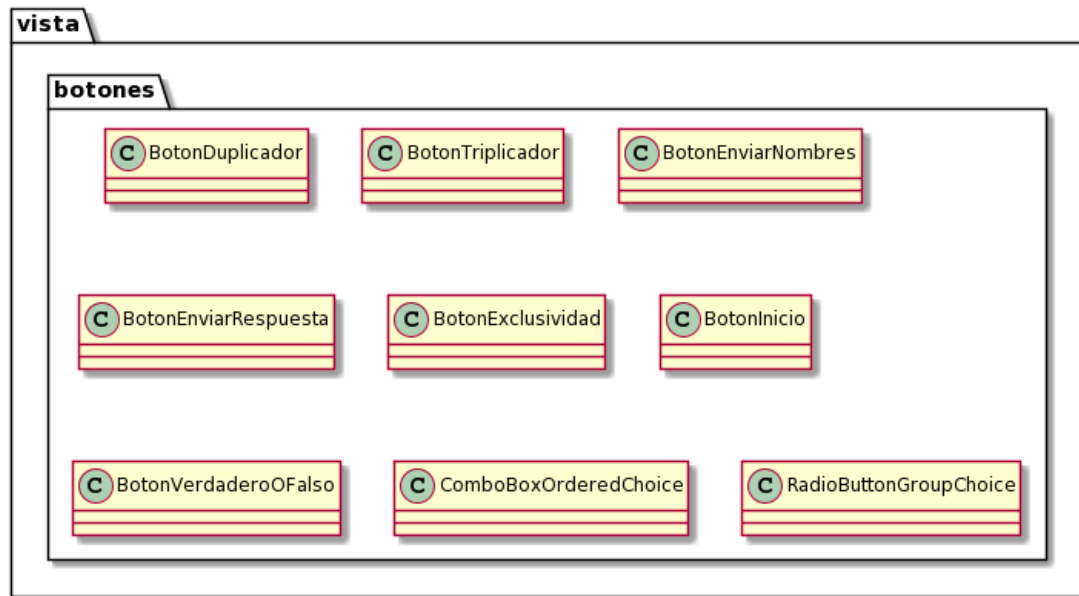 vista
botones
C BotonDuplicador
C BotonTriplicador
C BotonEnviarNombres
C BotonEnviarRespuesta
C BotonExclusividad
C BotonInicio
C BotonVerdaderoOFalso
C ComboBoxOrderedChoice
C RadioButtonGroupChoice